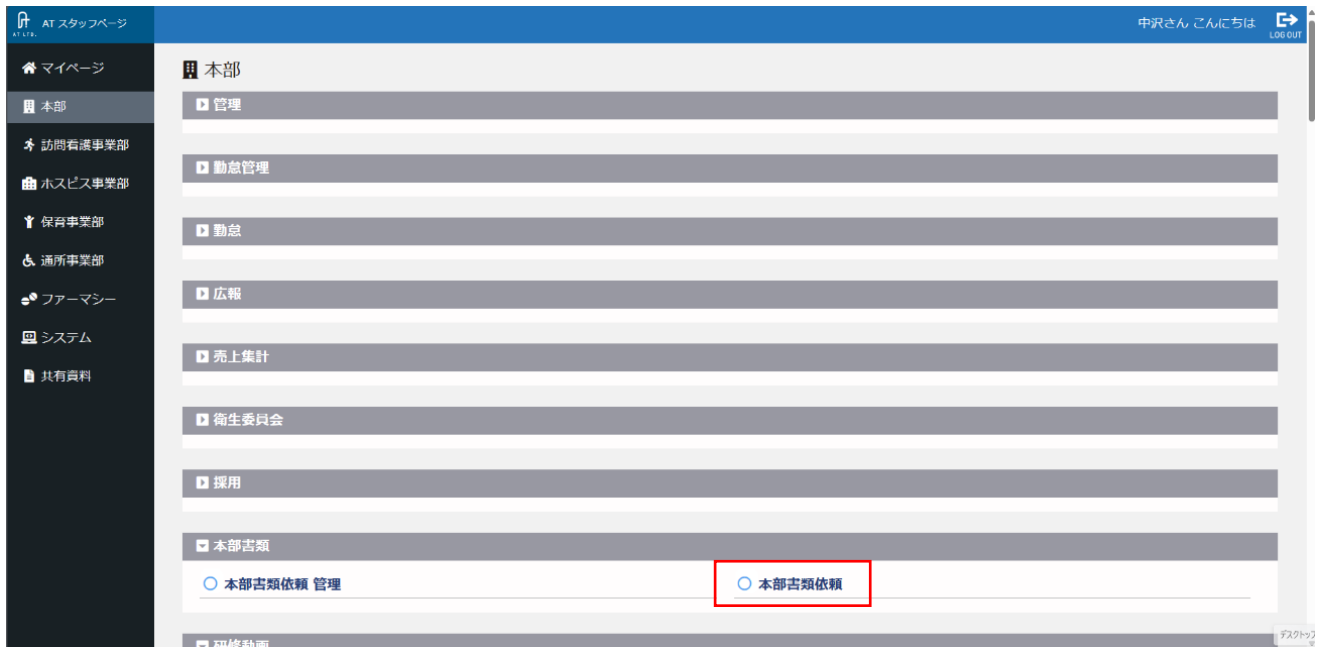 AT スタッフページ
AT LTD.
中沢さん こんにちは
LOG OUT
マイページ
本部
訪問看護事業部
ホスピス事業部
保育事業部
通所事業部
ファーマシー
システム
共有資料
本部
管理
勤怠管理
勤怠
広報
売上集計
衛生委員会
採用
本部書類
本部書類依頼 管理
本部書類依頼
研修動画